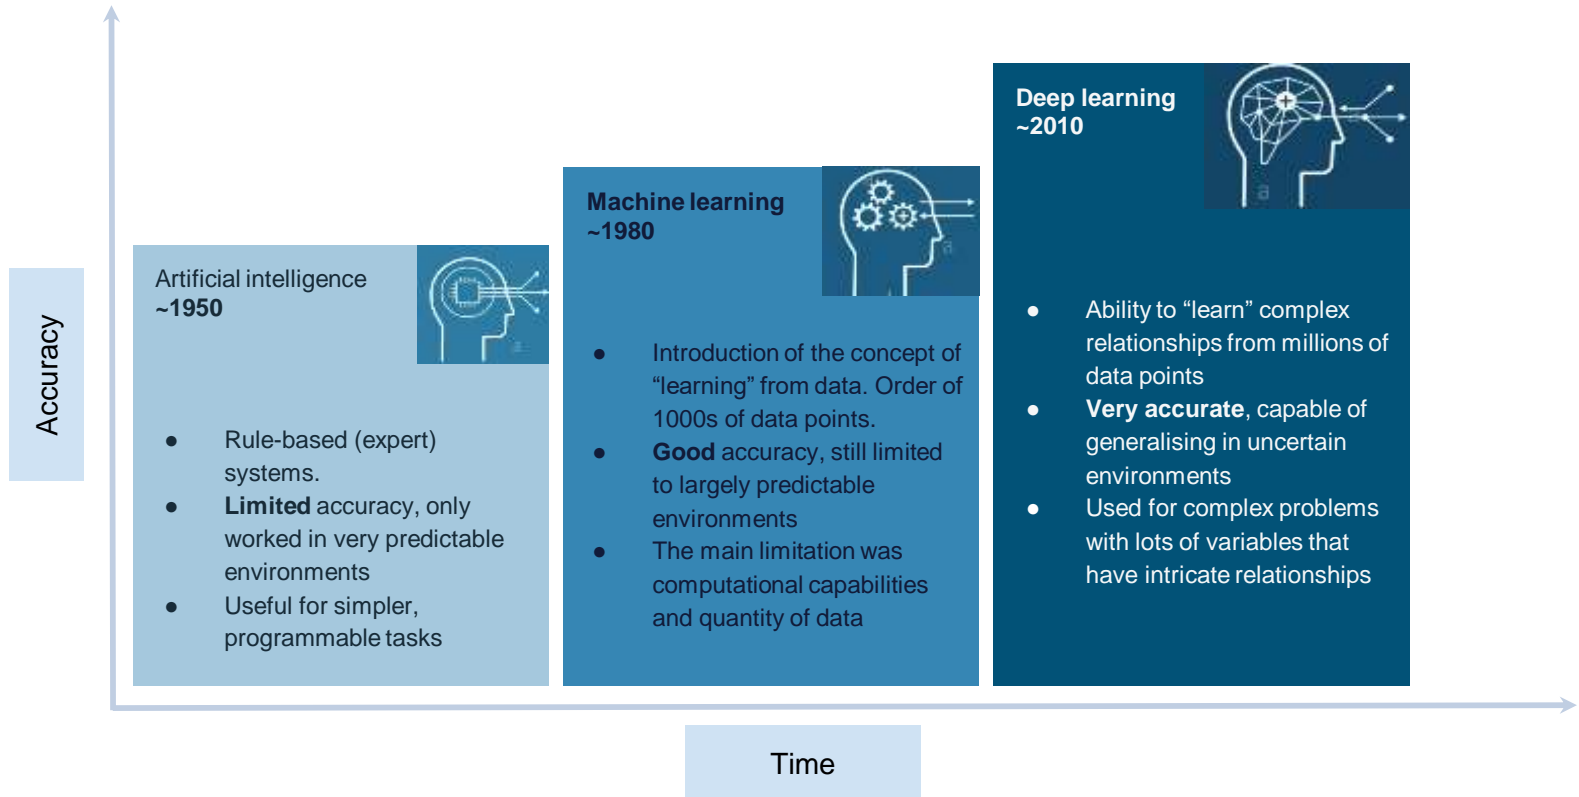 Accuracy
Artificial intelligence
~1950
● Rule-based (expert)
systems.
● Limited accuracy, only
worked in very predictable
environments
● Useful for simpler,
programmable tasks
Machine learning
~1980
● Introduction of the concept of
“learning” from data. Order of
1000s of data points.
● Good accuracy, still limited
to largely predictable
environments
● The main limitation was
computational capabilities
and quantity of data
Deep learning
~2010
● Ability to “learn” complex
relationships from millions of
data points
● Very accurate, capable of
generalising in uncertain
environments
● Used for complex problems
with lots of variables that
have intricate relationships
a
a
a
Time